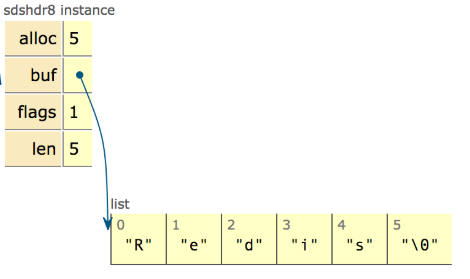 sdshdr8 instance
alloc 5
buf
flags 1
len 5
list
0 1 2 3 4 5
"R" "e" "d" "i" "s" "\0"